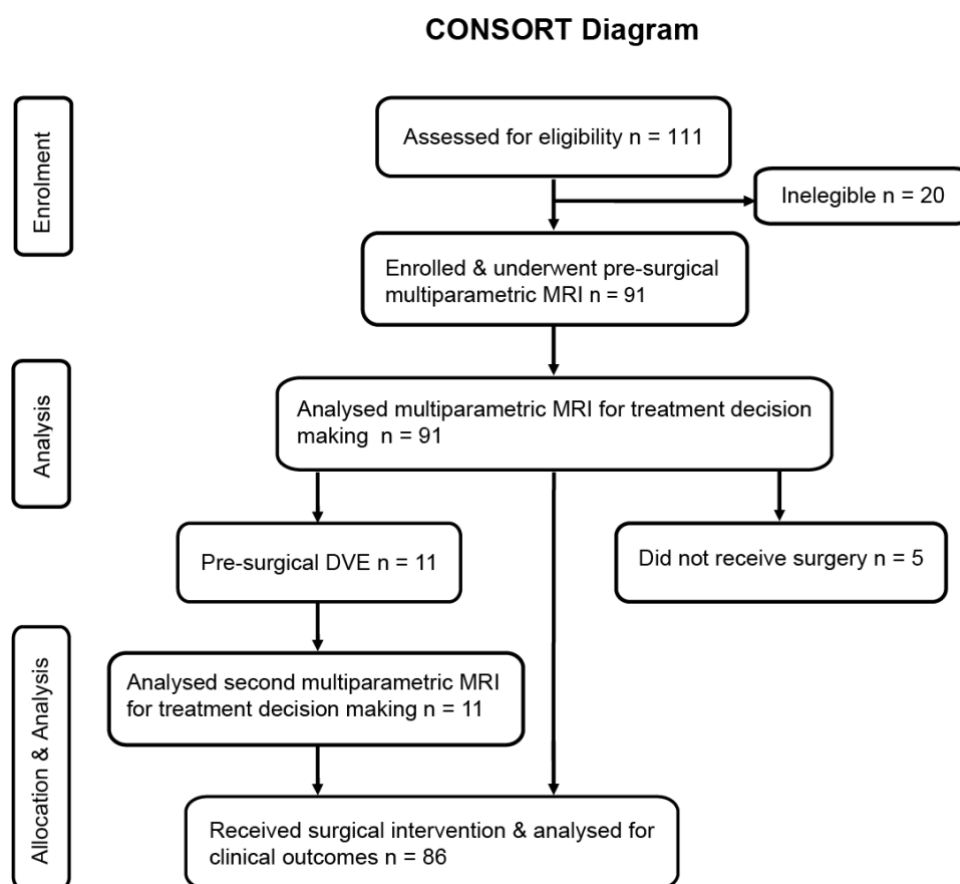 CONSORT Diagram
Enrolment
Assessed for eligibility n = 111
Inelegible n = 20
Enrolled & underwent pre-surgical
multiparametric MRI n = 91
Analysis
Analysed multiparametric MRI for treatment decision
making n = 91
Pre-surgical DVE n = 11
Did not receive surgery n = 5
Allocation & Analysis
Analysed second multiparametric MRI
for treatment decision making n = 11
Received surgical intervention & analysed for
clinical outcomes n = 86